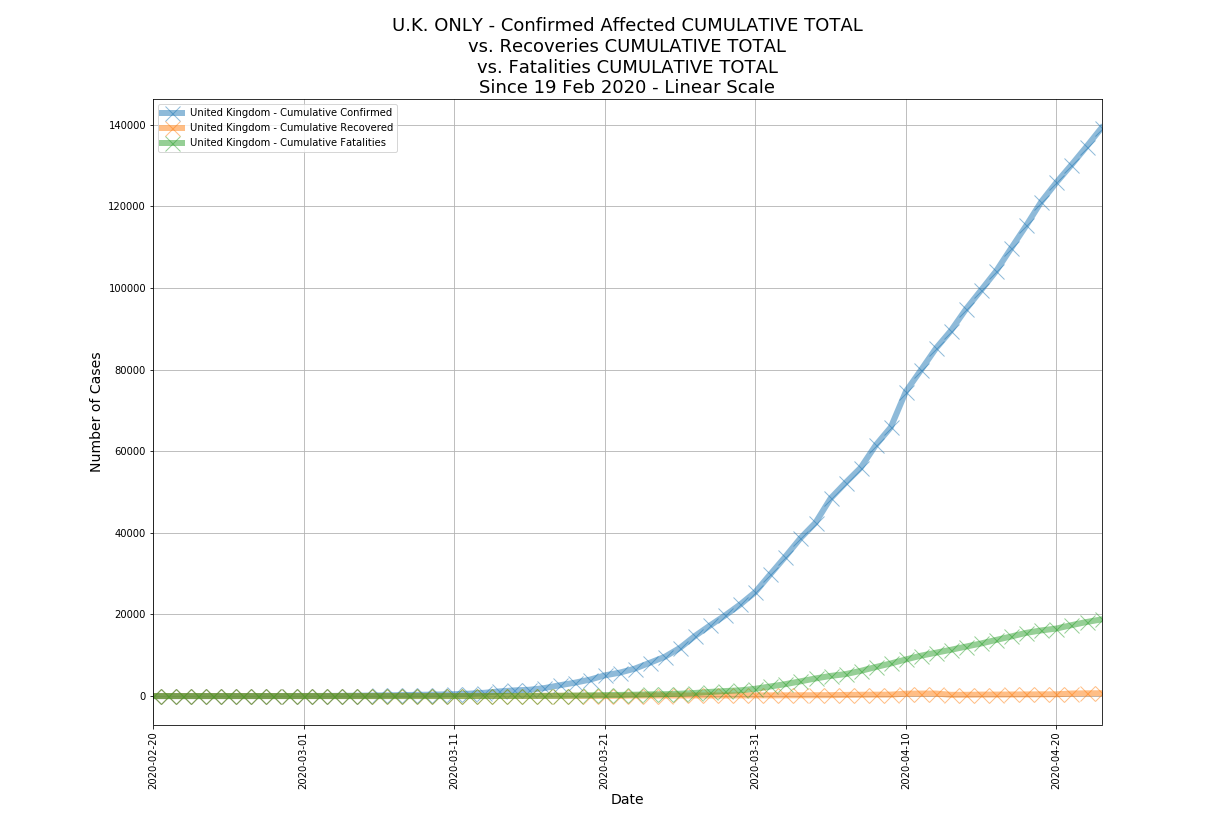 U.K. ONLY - Confirmed Affected CUMULATIVE TOTAL
vs. Recoveries CUMULATIVE TOTAL
vs. Fatalities CUMULATIVE TOTAL
Since 19 Feb 2020 - Linear Scale
United Kingdom - Cumulative Confirmed
United Kingdom - Cumulative Recovered
United Kingdom - Cumulative Fatalities
Number of Cases
140000
120000
100000
80000
60000
40000
20000
0
2020-02-20
2020-03-01
2020-03-11
2020-03-21
2020-03-31
2020-04-10
2020-04-20
Date